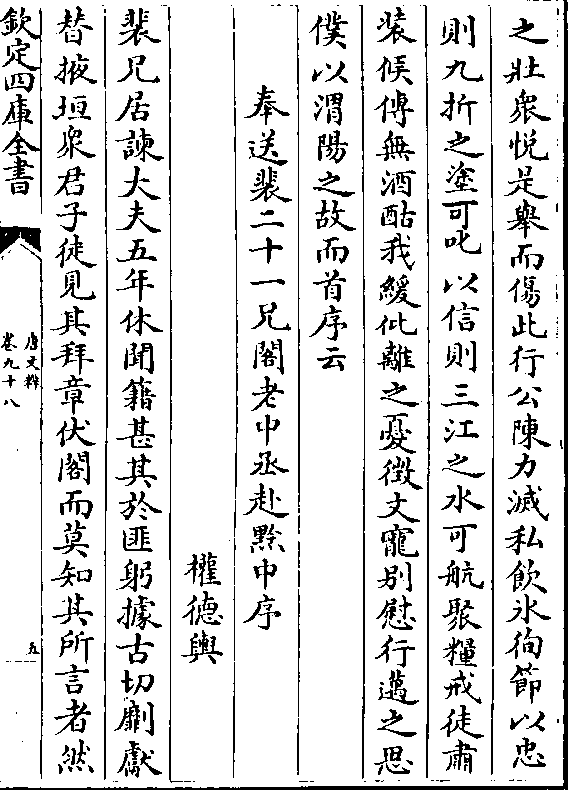 之壯衆悦是舉而傷此行公陳力滅私飲氷徇節以忠
則九折之塗可叱以信則三江之水可航聚糧戒徒肅
装候傳無酒酤我緩仳離之憂徵文寵别慰行邁之思
僕以渭陽之故而首序云
奉送裴二十一兄閣老中丞赴黔中序
權德輿
裴兄居諫大夫五年休聞籍甚其於匪躬據古切劘獻
替掖垣衆君子徒見其拜章伏閣而莫知其所言者然
欽定四庫全書
唐文粹
卷九十八
五